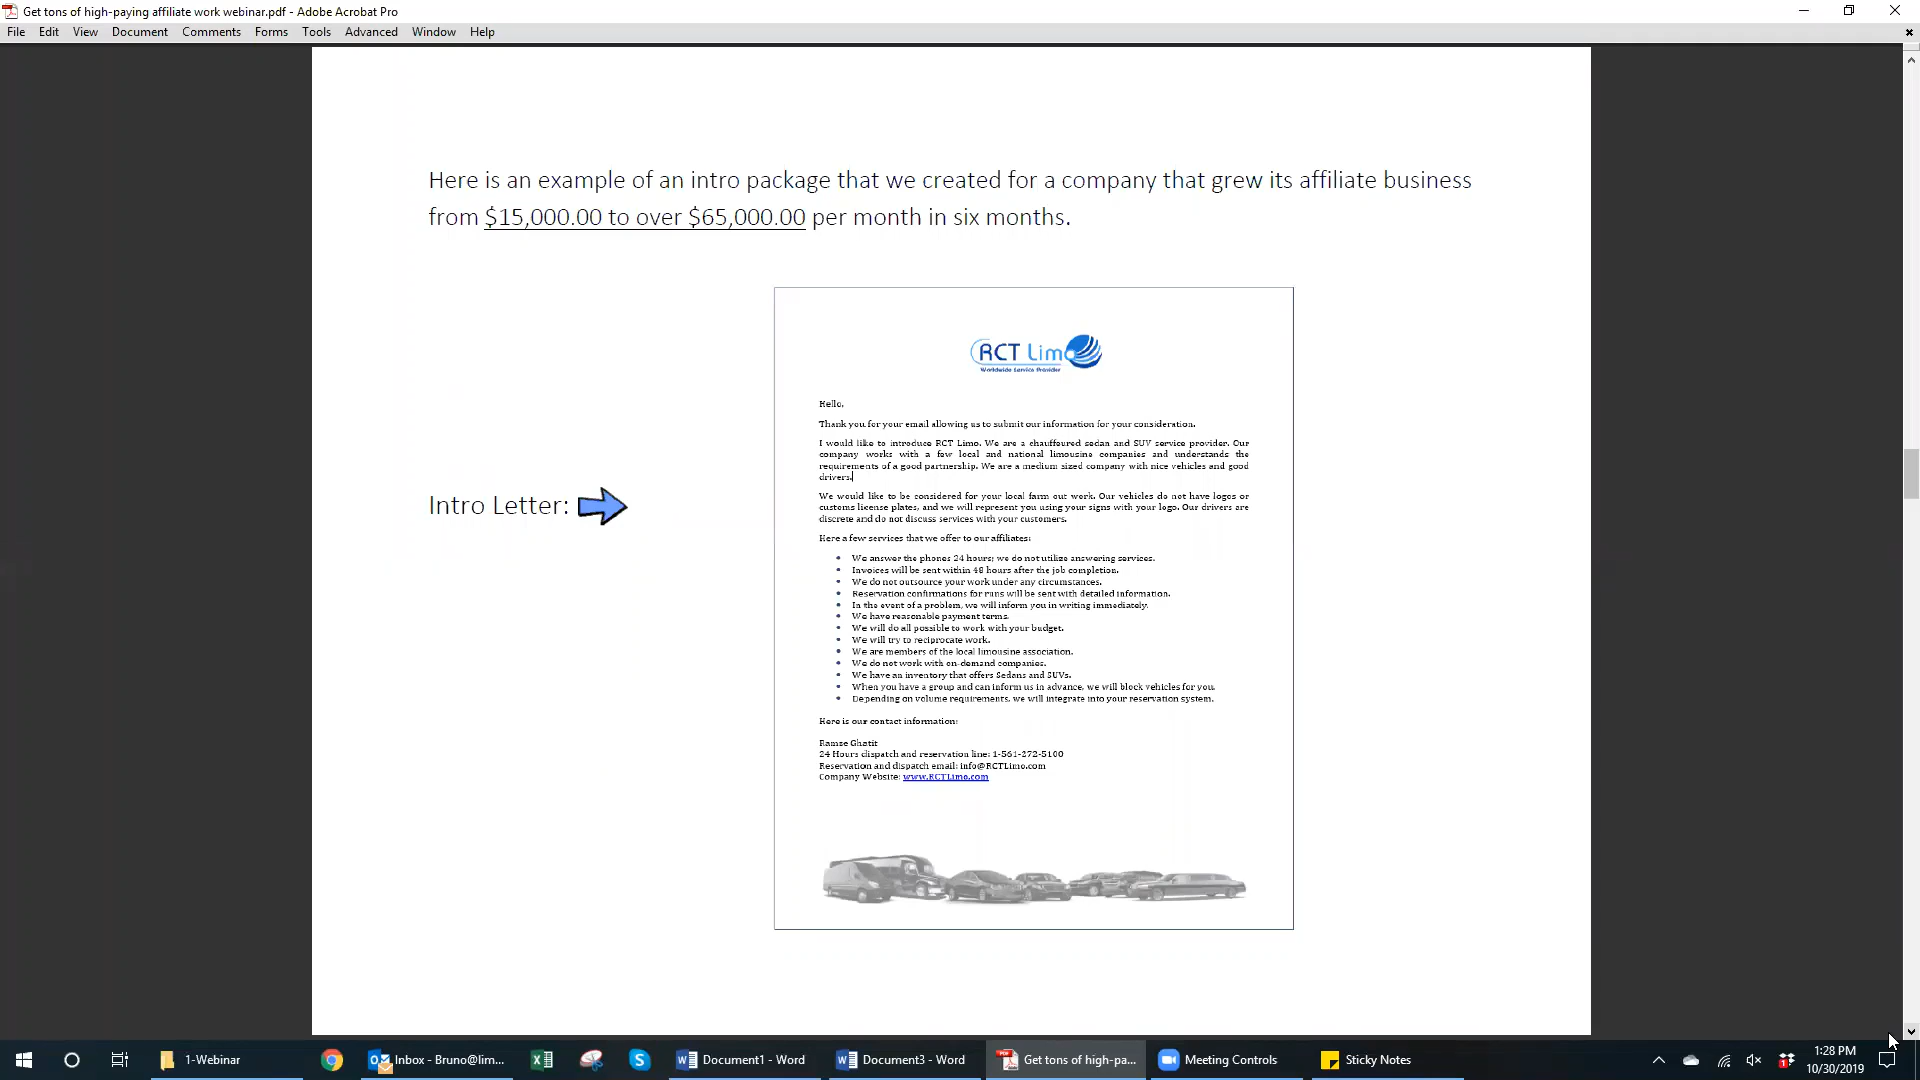 Get tons of high-paying affiliate work webinar.pdf - Adobe Acrobat Pro
File Edit View Document Comments Forms Tools Advanced Window Help
Here is an example of an intro package that we created for a company that grew its affiliate business
from $15,000.00 to over $65,000.00 per month in six months.
RCT Limo
Worldwide Service Provider
Hello,
Thank you for your email allowing us to submit our information for your consideration.
I would like to introduce RCT Limo. We are a chauffeured sedan and SUV service provider. Our
company works with a few local and national limousine companies and understands the
requirements of a good partnership. We are a medium sized company with nice vehicles and good
drivers.
Intro Letter:
We would like to be considered for your local farm out work. Our vehicles do not have logos or
customs license plates, and we will represent you using your signs with your logo. Our drivers are
discrete and do not discuss services with your customers.
Here a few services that we offer to our affiliates:
• We answer the phones 24 hours; we do not utilize answering services.
• Invoices will be sent within 48 hours after the job completion.
• We do not outsource your work under any circumstances.
• Reservation confirmations for runs will be sent with detailed information.
• In the event of a problem, we will inform you in writing immediately.
• We have reasonable payment terms.
• We will do all possible to work with your budget.
• We will try to reciprocate work.
• We are members of the local limousine association.
• We do not work with on-demand companies.
• We have an inventory that offers Sedans and SUVs.
• When you have a group and can inform us in advance, we will block vehicles for you.
• Depending on volume requirements, we will integrate into your reservation system.
Here is our contact information:
Ramze Ghatit
24 Hours dispatch and reservation line: 1-561-272-5100
Reservation and dispatch email: info@RCTLimo.com
Company Website: www.RCTLimo.com
1-Webinar
Inbox - Bruno@lim...
Document1 - Word
Document3 - Word
Get tons of high-pa...
Meeting Controls
Sticky Notes
1:28 PM
10/30/2019